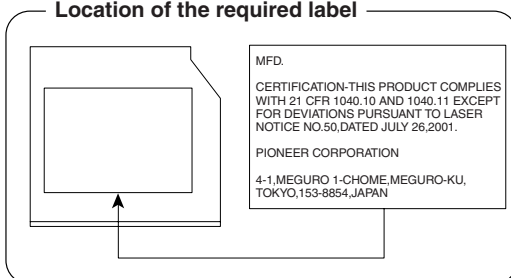 Location of the required label
MFD.
CERTIFICATION-THIS PRODUCT COMPLIES
WITH 21 CFR 1040.10 AND 1040.11 EXCEPT
FOR DEVIATIONS PURSUANT TO LASER
NOTICE NO.50,DATED JULY 26,2001.
PIONEER CORPORATION
4-1,MEGURO 1-CHOME,MEGURO-KU,
TOKYO,153-8854,JAPAN